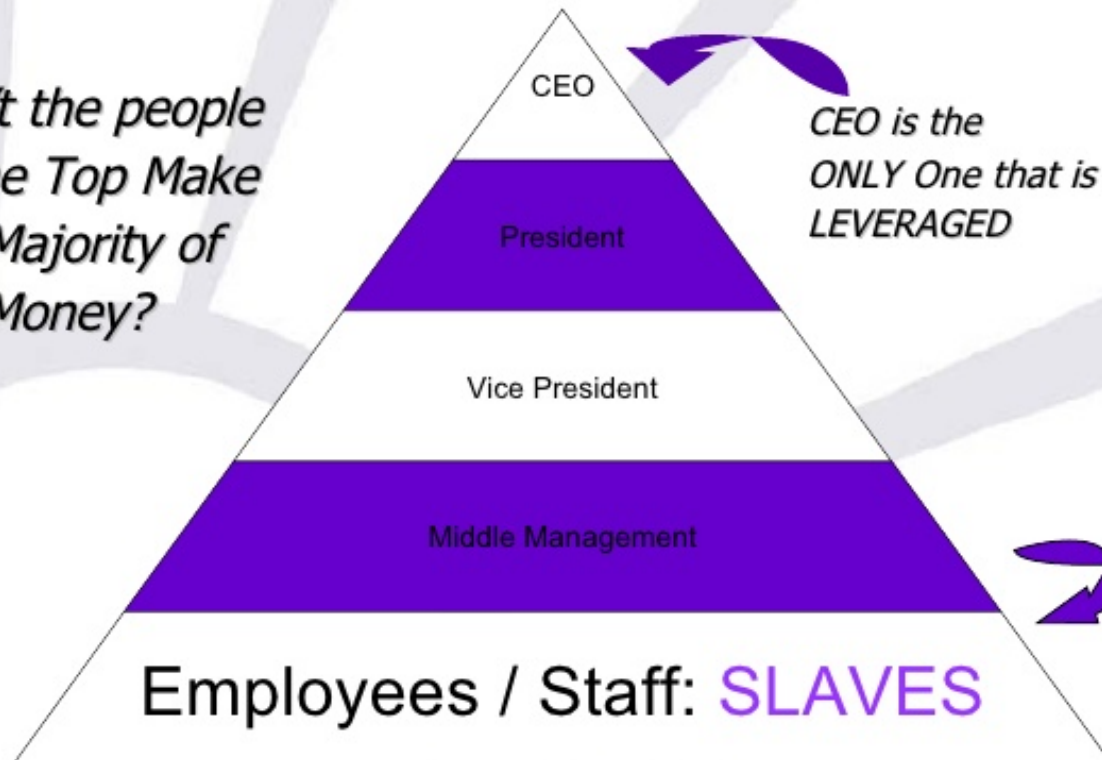 CEO
't the people
e Top Make
Majority of
Money?
CEO is the
ONLY One that is
LEVERAGED
President
Vice President
Middle Management
Employees / Staff: SLAVES